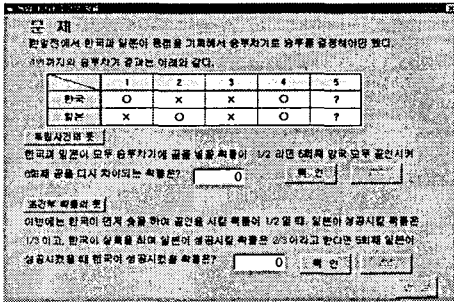 문 제
한일전에서 한국과 일본이 동점을 기록해서 승부차기로 승부를 결정해야만 했다.
4번까지의 승부차기 결과는 아래와 같다.
1 2 3 4 5
한국 O × × O ?
일본 × O × O ?
독립사건의 뜻
한국과 일본이 모두 승부차기에 골을 넣을 확률이 1/2 라면 5회째 양국 모두 골인시켜
6회째 공을 다시 차이되는 확률은? 0 확 인
조건부 확률의 뜻
이번에는 한국이 먼저 슛을 하여 골인을 시킬 확률이 1/2 일 때, 일본이 성공시킬 확률은
1/3 이고, 한국이 실축을 하여 일본이 성공시킬 확률은 2/3 이라고 한다면 5회째 일본이
성공시켰을 때 한국이 성공시켰을 확률은? 0 확 인